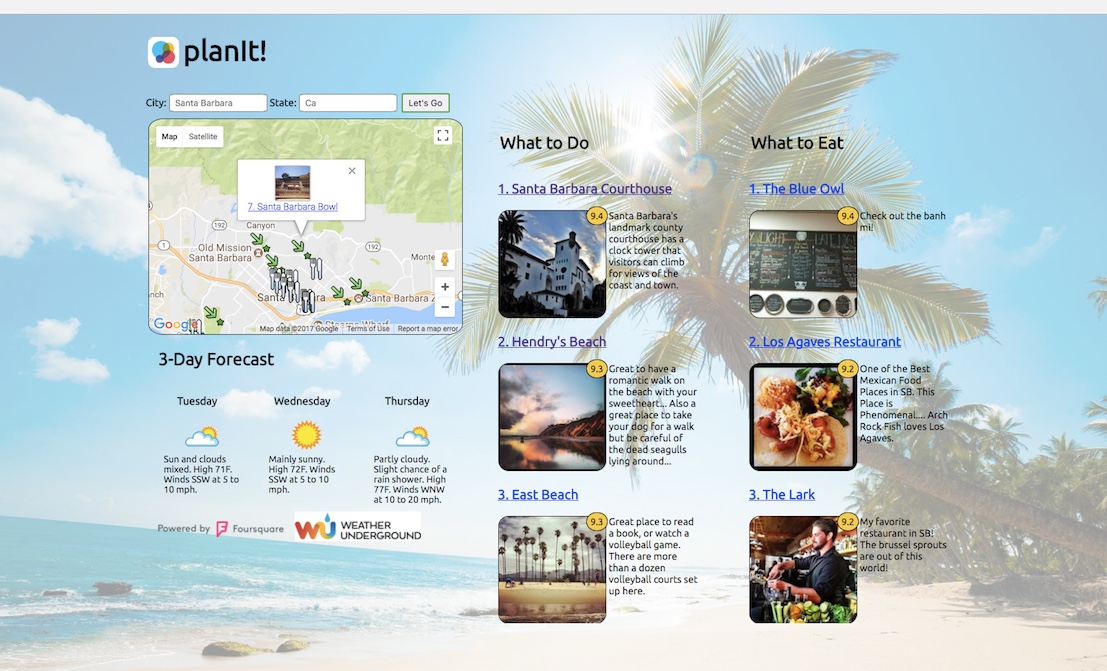 planIt!
City: Santa Barbara State: Ca Let's Go
Map Satellite
7. Santa Barbara Bowl
Canyon
192
1
Old Mission
Santa Barbara
192
Monte
nch
Santa
ra
Santa Barbara Z
Google
Map data ©2017 Google Terms of Use Report a map error
3-Day Forecast
Tuesday
Sun and clouds
mixed. High 71F.
Winds SSW at 5 to
10 mph.
Wednesday
Mainly sunny.
High 72F. Winds
SSW at 5 to 10
mph.
Thursday
Partly cloudy.
Slight chance of a
rain shower. High
77F. Winds WNW
at 10 to 20 mph.
Powered by Foursquare
WU WEATHER
UNDERGROUND
What to Do
1. Santa Barbara Courthouse
9.4
Santa Barbara's
landmark county
courthouse has a
clock tower that
visitors can climb
for views of the
coast and town.
2. Hendry's Beach
9.3
Great to have a
romantic walk on
the beach with your
sweetheart... Also a
great place to take
your dog for a walk
but be careful of
the dead seagulls
lying around...
3. East Beach
9.3
Great place to read
a book, or watch a
volleyball game.
There are more
than a dozen
volleyball courts set
up here.
What to Eat
1. The Blue Owl
9.4
Check out the banh
mi!
2. Los Agaves Restaurant
9.2
One of the Best
Mexican Food
Places in SB. This
Place is
Phenomenal.... Arch
Rock Fish loves Los
Agaves.
3. The Lark
9.2
My favorite
restaurant in SB!
The brussel sprouts
are out of this
world!